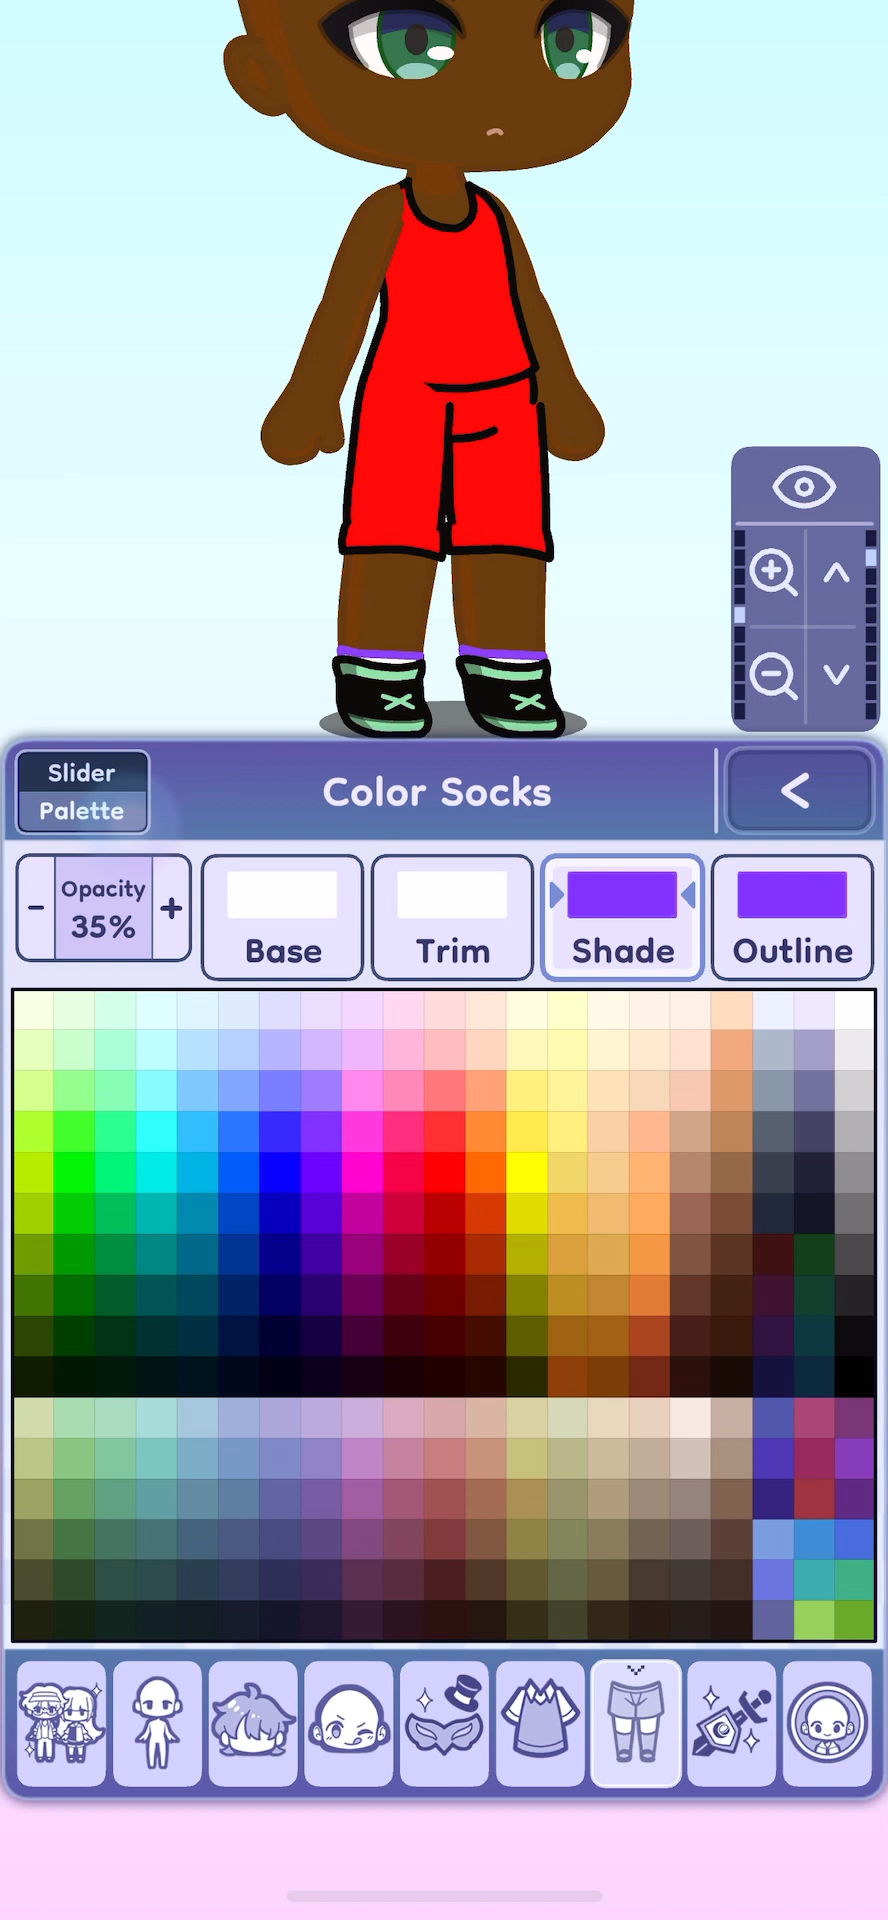 Slider
Palette
Color Socks
<
- Opacity +
35%
Base
Trim
Shade
Outline